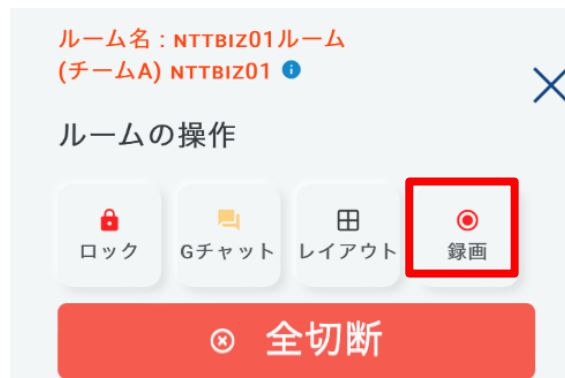 ルーム名 : NTTBIZ01ルーム
(チームA) NTTBIZ01
ルームの操作
ロック Gチャット レイアウト 録画
全切断